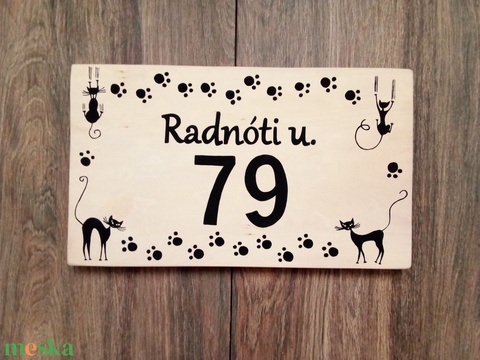 Radnóti u.
79
meska